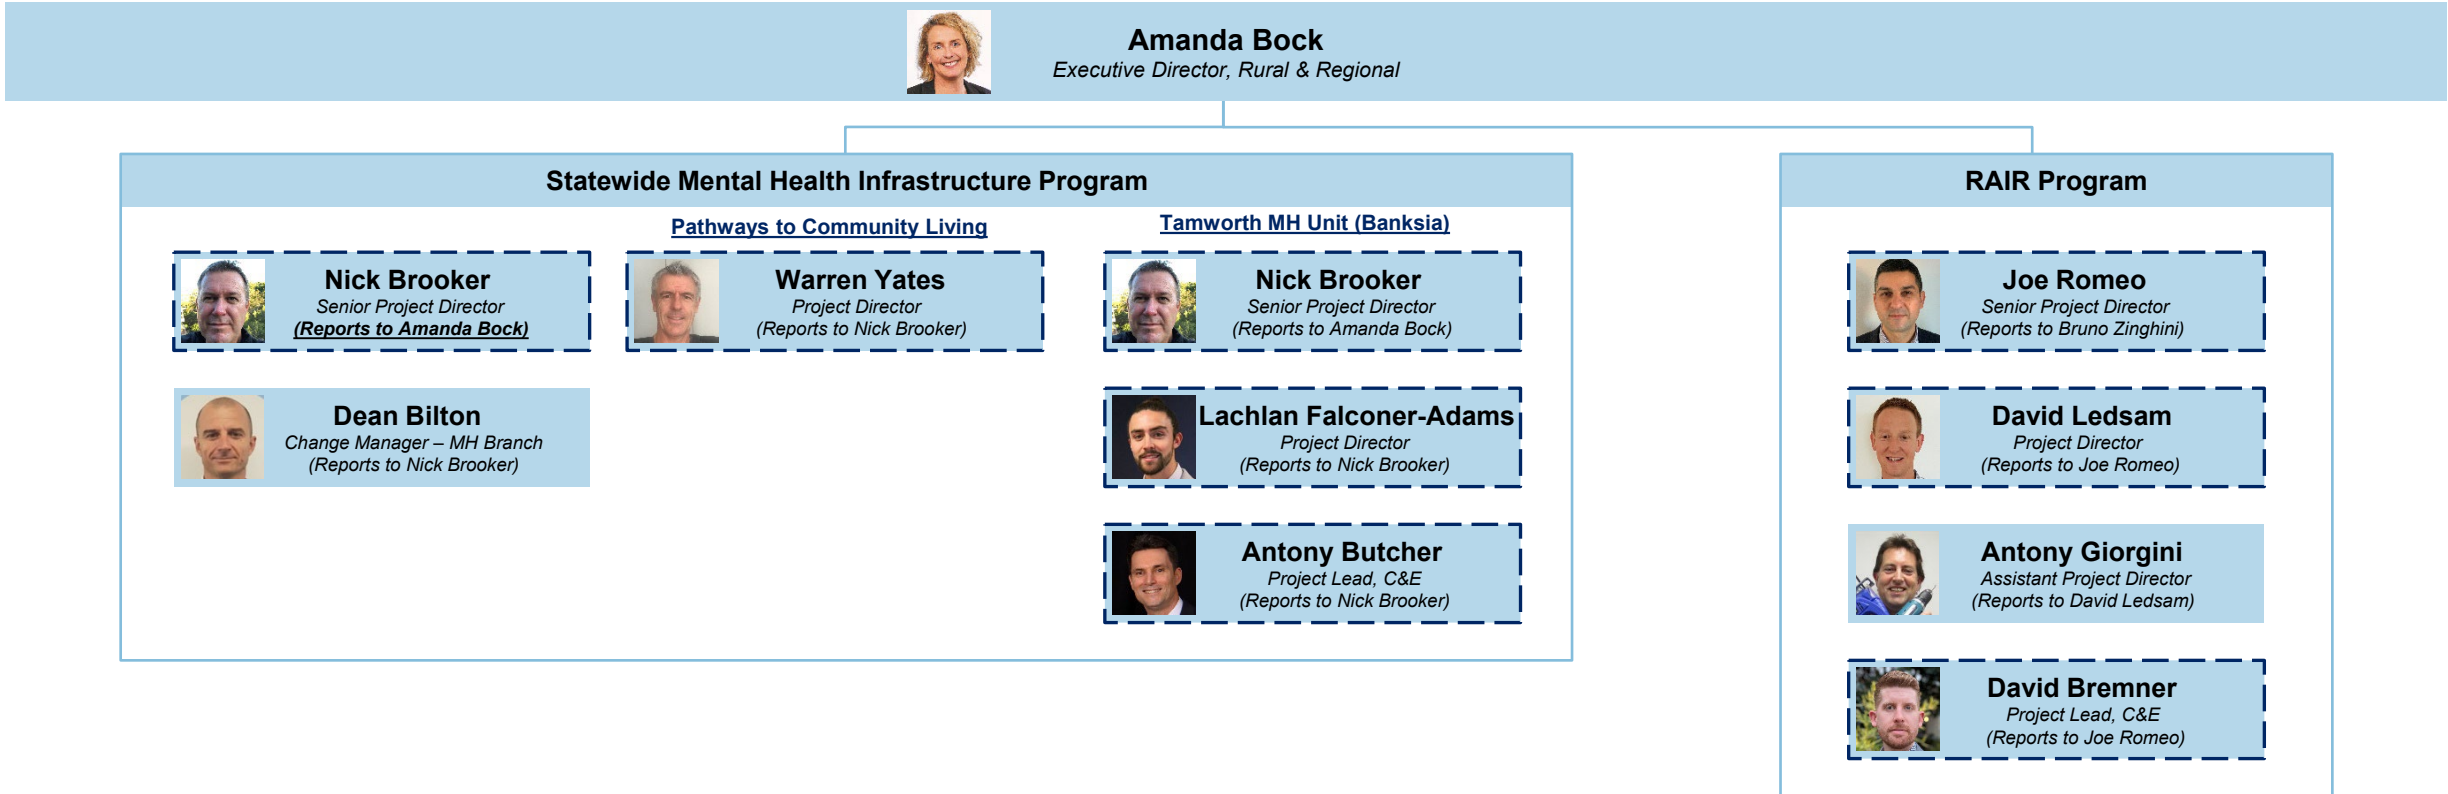 Amanda Bock
Executive Director, Rural & Regional
Statewide Mental Health Infrastructure Program
Pathways to Community Living
Tamworth MH Unit (Banksia)
Nick Brooker
Senior Project Director
(Reports to Amanda Bock)
Warren Yates
Project Director
(Reports to Nick Brooker)
Nick Brooker
Senior Project Director
(Reports to Amanda Bock)
Dean Bilton
Change Manager – MH Branch
(Reports to Nick Brooker)
Lachlan Falconer-Adams
Project Director
(Reports to Nick Brooker)
Antony Butcher
Project Lead, C&E
(Reports to Nick Brooker)
RAIR Program
Joe Romeo
Senior Project Director
(Reports to Bruno Zinghini)
David Ledsam
Project Director
(Reports to Joe Romeo)
Antony Giorgini
Assistant Project Director
(Reports to David Ledsam)
David Bremner
Project Lead, C&E
(Reports to Joe Romeo)